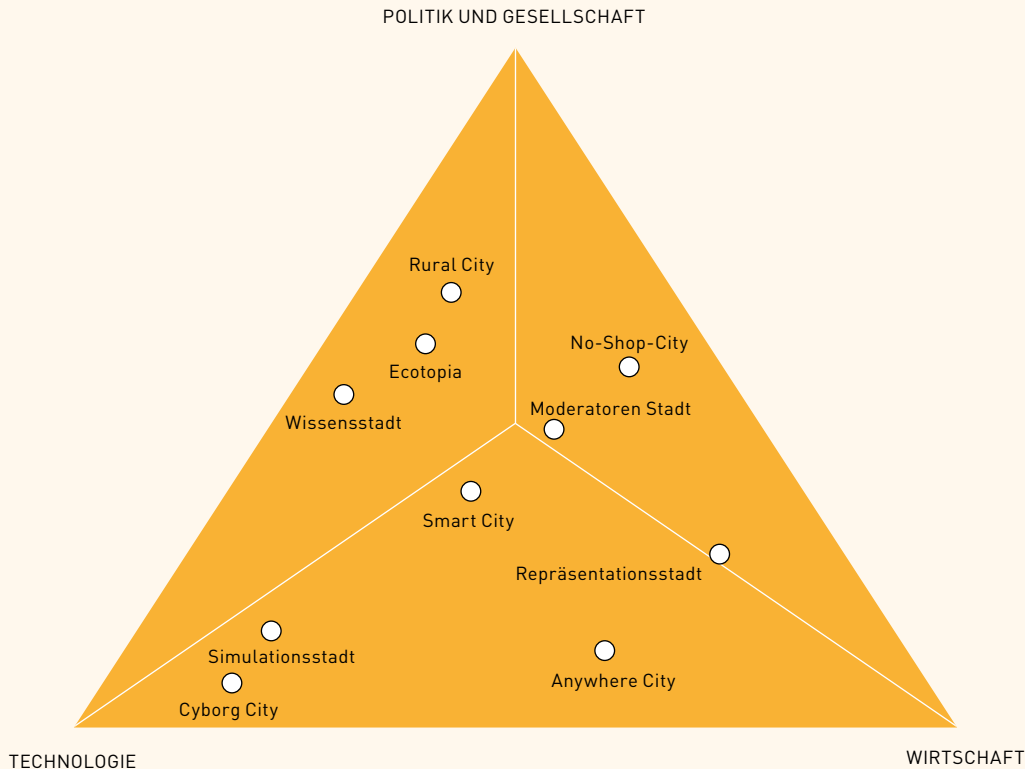 POLITIK UND GESELLSCHAFT
Rural City
No-Shop-City
Ecotopia
Moderatoren Stadt
Wissensstadt
Smart City
Repräsentationsstadt
Simulationsstadt
Anywhere City
Cyborg City
TECHNOLOGIE
WIRTSCHAFT